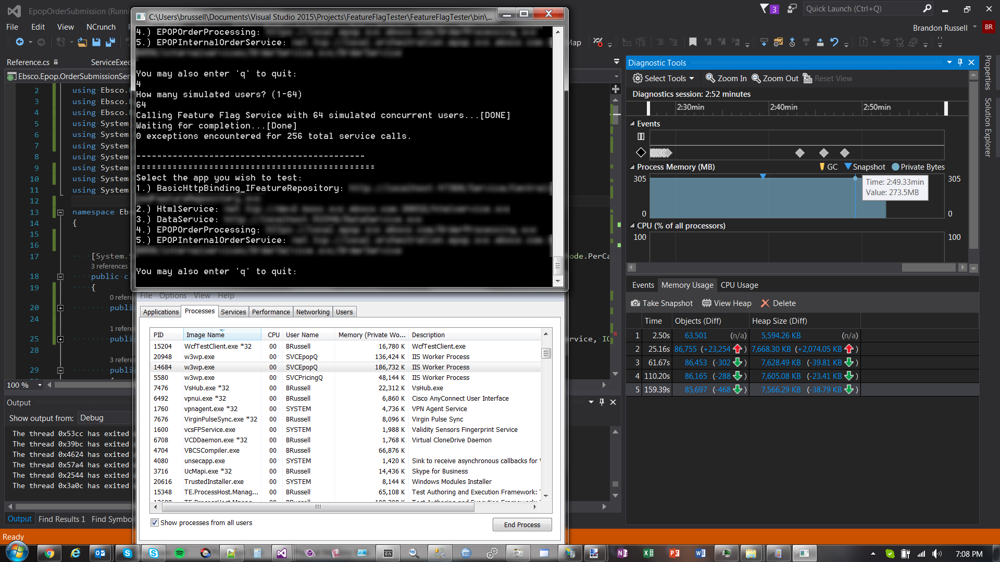 EpopOrderSubmission (Runni
C:\Users\brussell\Documents\Visual Studio 2015\Projects\FeatureFlagTester\FeatureFlagTester\bin\...
3
Quick Launch (Ctrl+Q)
File Edit View NCrunch
Brandon Russell
BR
Map
4.) EPOPOrderProcessing:
5.) EPOPInternalOrderService:
You may also enter 'q' to quit:
4
How many simulated users? (1-64)
64
Calling Feature Flag Service with 64 simulated concurrent users...[DONE]
Waiting for completion...[Done]
0 exceptions encountered for 256 total service calls.
--------------------------------------------
==============================================
Select the app you wish to test:
1.) BasicHttpBinding_IFeatureRepository:
2.) HtmlService:
3.) DataService:
4.) EPOPOrderProcessing:
5.) EPOPInternalOrderService:
You may also enter 'q' to quit:
Reference.cs ServiceExec
Ebsco.Epop.OrderSubmissionSer
2 using Ebsco.
3 using Ebsco.
4 using Ebsco.
5 using System
6 using System
7 using System
8 using System
9 using System
10 using System
11 using System
12
13 namespace Ebs
14 {
15
16
17 [System.S
3 references
18 public cl
19 {
0 refere
20 publi
24
1 refere
25 publi
28
3 refere
29 publi
ode.PerCa
rvice, IO
100 %
Output
Show output from: Debug
The thread 0x53cc has exited
The thread 0x39bc has exited
The thread 0x4624 has exited
The thread 0x57a4 has exited
The thread 0x2544 has exited
The thread 0x3a0c has exited
Output Find Results 1 Find Symbo
Ready
File Options View Help
Applications Processes Services Performance Networking Users
PID Image Name CPU User Name Memory (Private Wo... Description
15204 WcfTestClient.exe *32 00 BRussell 16,780 K WcfTestClient.exe
20948 w3wp.exe 00 SVCEpopQ 136,424 K IIS Worker Process
14684 w3wp.exe 00 SVCEpopQ 186,732 K IIS Worker Process
5580 w3wp.exe 00 SVCPricingQ 48,144 K IIS Worker Process
7476 VsHub.exe *32 00 BRussell 22,312 K VsHub.exe
6492 vpnui.exe *32 00 BRussell 6,860 K Cisco AnyConnect User Interface
1760 vpnagent.exe *32 00 SYSTEM 4,736 K VPN Agent Service
7676 VirginPulseSync.exe *32 00 BRussell 8,096 K Virgin Pulse Sync
1600 vcsFPService.exe 00 SYSTEM 1,988 K Validity Sensors Fingerprint Service
6708 VCDDaemon.exe *32 00 BRussell 1,768 K Virtual CloneDrive Daemon
4704 VBCSCompiler.exe 00 BRussell 66,876 K
4080 unsecapp.exe 00 SYSTEM 1,420 K Sink to receive asynchronous callbacks for
3716 UcMapi.exe *32 00 BRussell 14,436 K Skype for Business
20616 TrustedInstaller.exe 00 SYSTEM 8,144 K Windows Modules Installer
15348 TE.ProcessHost.Manag... 00 BRussell 65,108 K Test Authoring and Execution Framework:
Show processes from all users
End Process
Diagnostic Tools
Select Tools Zoom In Zoom Out Reset View
Diagnostics session: 2:52 minutes
2:30min 2:40min 2:50min
Events
Process Memory (MB) GC Snapshot Private Bytes
305 305
Time: 2:49.33min
Value: 273.5MB
0 0
CPU (% of all processors)
100 100
Events Memory Usage CPU Usage
Take Snapshot View Heap Delete
Time Objects (Diff) Heap Size (Diff)
1 2.50s 63,501 (n/a) 5,594.26 KB (n/a)
2 25.16s 86,755 (+23,254 ) 7,668.30 KB (+2,074.05 KB )
3 61.67s 86,453 (-302 ) 7,628.49 KB (-39.81 KB )
4 110.20s 86,165 (-288 ) 7,605.08 KB (-23.41 KB )
5 159.39s 85,697 (-468 ) 7,566.29 KB (-38.79 KB )
Properties
Solution Explorer
7:08 PM